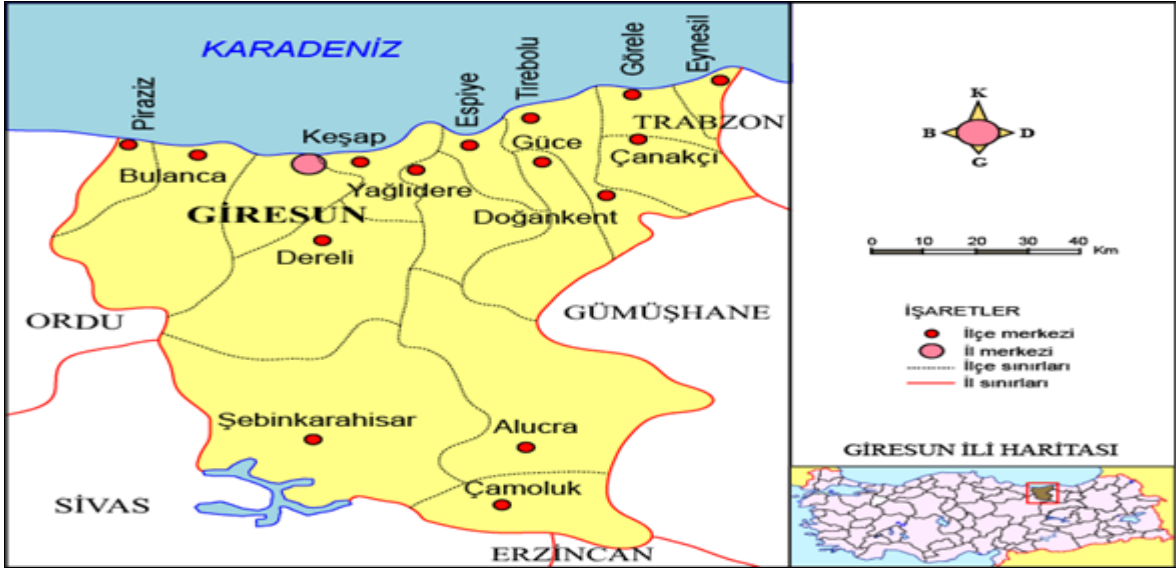 KARADENİZ
Piraziz
Bulanca
Keşap
Yağlıdere
Espiye
Tirebolu
Güce
Görele
Eynesil
TRABZON
Çanakçı
GİRESUN
Doğankent
Dereli
ORDU
GÜMÜŞHANE
Şebinkarahisar
Alucra
SİVAS
Çamoluk
ERZİNCAN
K
B D
G
0 10 20 30 40
Km
İŞARETLER
İlçe merkezi
İl merkezi
İlçe sınırları
İl sınırları
GİRESUN İLİ HARİTASI